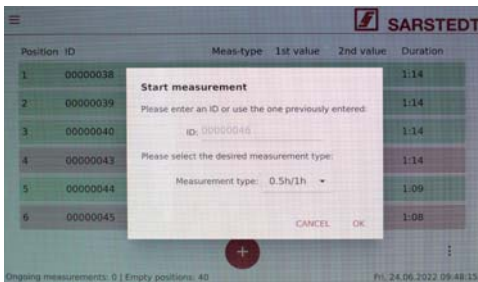 SARSTEDT
Position ID Meas-type 1st value 2nd value Duration
1 00000038 1:14
2 00000039 1:14
3 00000040 1:14
4 00000043 1:14
5 00000044 1:09
6 00000045 1:08
Start measurement
Please enter an ID or use the one previously entered:
ID: 00000046
Please select the desired measurement type:
Measurement type: 0.5h/1h
CANCEL OK
Ongoing measurements: 0 | Empty positions: 40
Fri, 24.06.2022 09:48:15